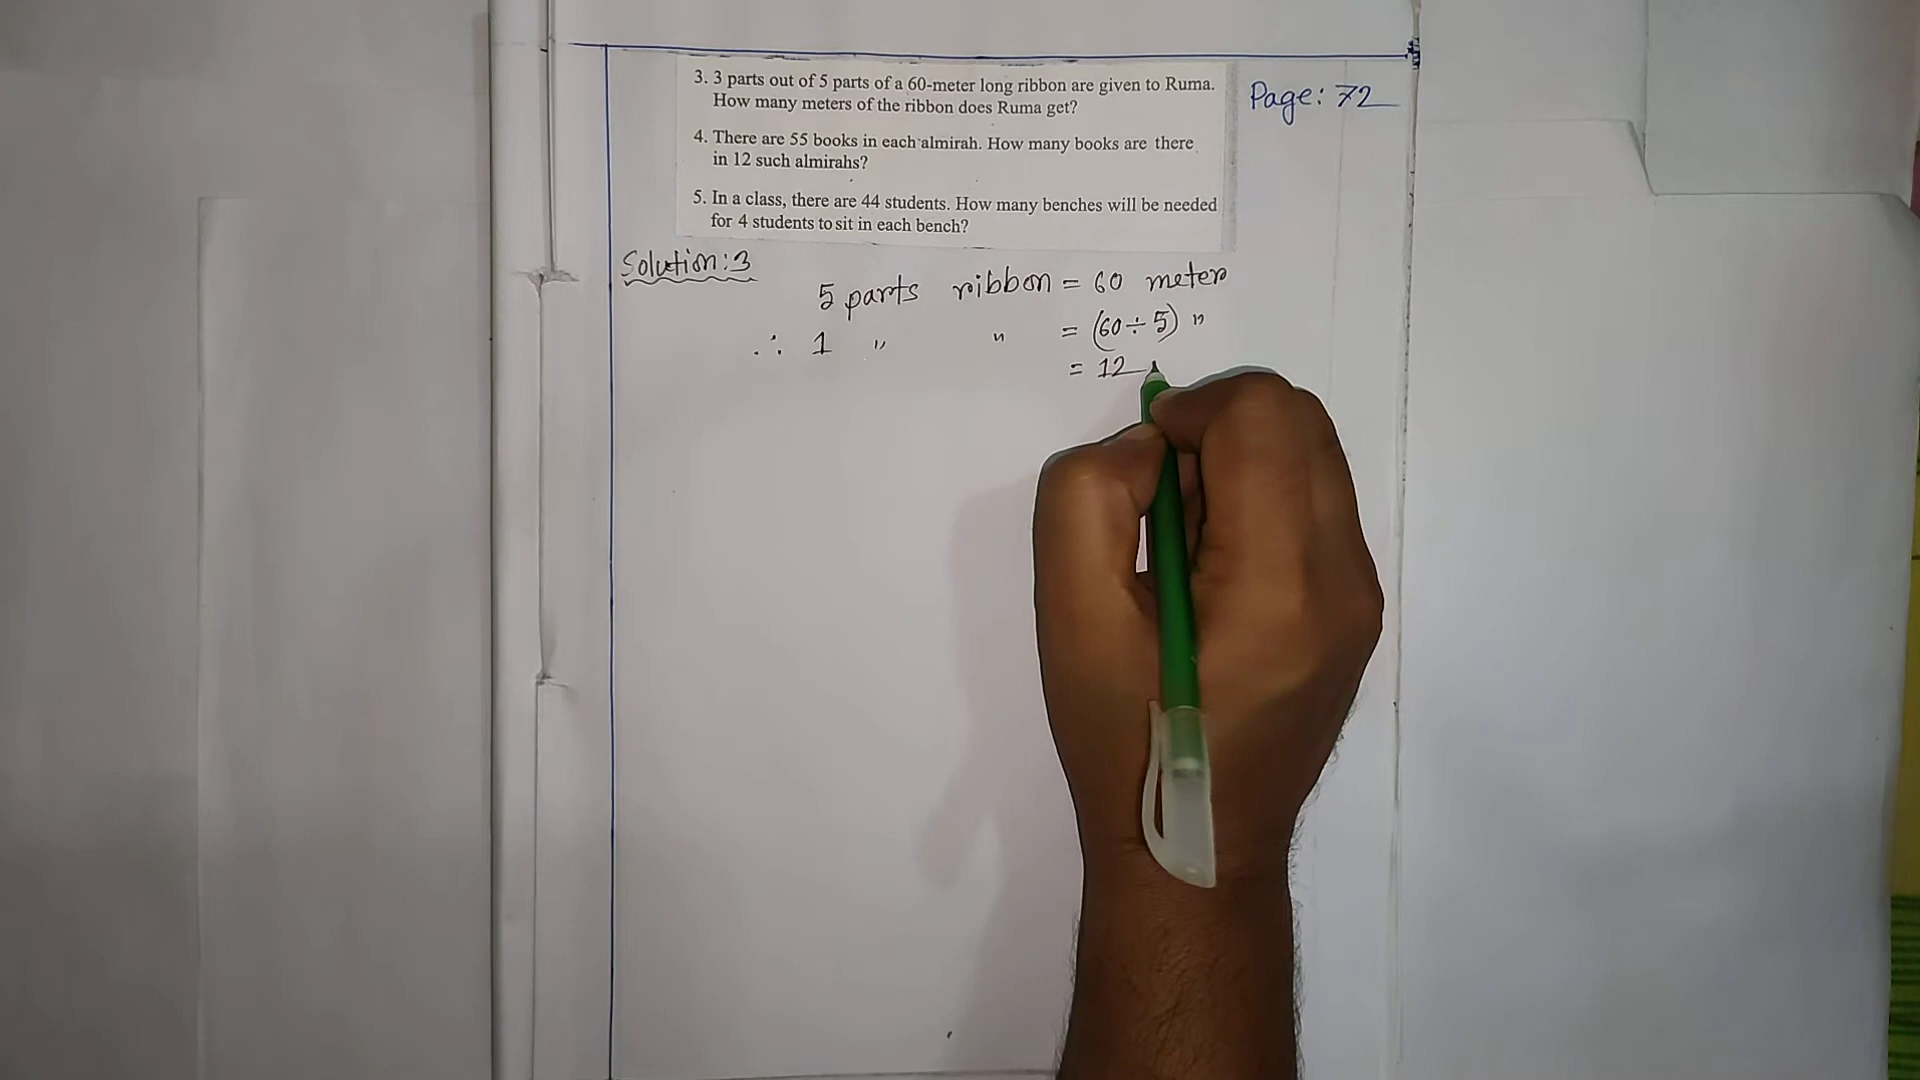 3. 3 parts out of 5 parts of a 60-meter long ribbon are given to Ruma.
How many meters of the ribbon does Ruma get?
4. There are 55 books in each almirah. How many books are there
in 12 such almirahs?
5. In a class, there are 44 students. How many benches will be needed
for 4 students to sit in each bench?
Page: 72
Solution: 3
5 parts ribbon = 60 meter
∴ 1 " " = (60÷5) "
= 12